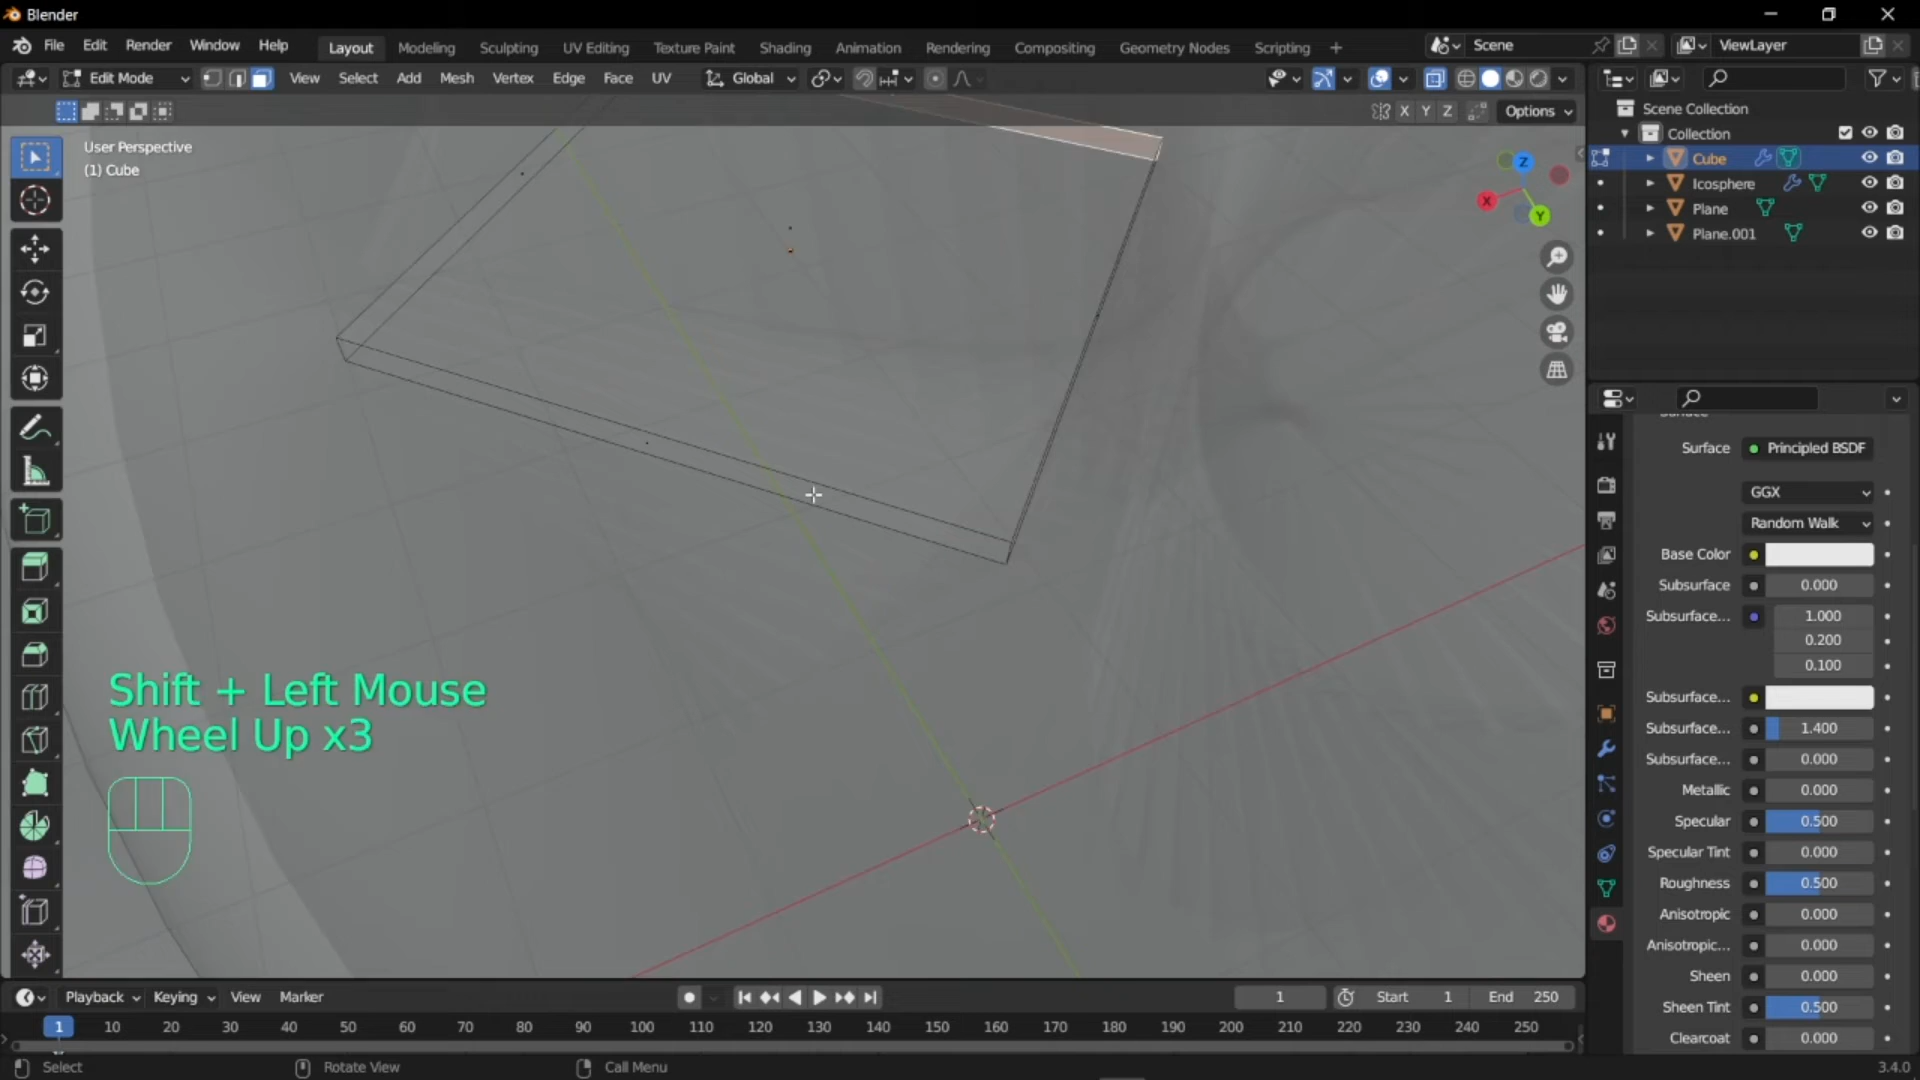 Blender
File Edit Render Window Help Layout Modeling Sculpting UV Editing Texture Paint Shading Animation Rendering Compositing Geometry Nodes Scripting + Scene ViewLayer
Edit Mode View Select Add Mesh Vertex Edge Face UV Global
X Y Z Options
User Perspective
(1) Cube
Z
X
Y
Scene Collection
Collection
Cube
Icosphere
Plane
Plane.001
Surface
Surface Principled BSDF
GGX
Random Walk
Base Color
Subsurface 0.000
Subsurface... 1.000
0.200
0.100
Subsurface...
Subsurface... 1.400
Subsurface... 0.000
Metallic 0.000
Specular 0.500
Specular Tint 0.000
Roughness 0.500
Anisotropic 0.000
Anisotropic... 0.000
Sheen 0.000
Sheen Tint 0.500
Clearcoat 0.000
Shift + Left Mouse
Wheel Up x3
Playback Keying View Marker 1 Start 1 End 250
1 10 20 30 40 50 60 70 80 90 100 110 120 130 140 150 160 170 180 190 200 210 220 230 240 250
Select Rotate View Call Menu 3.4.0